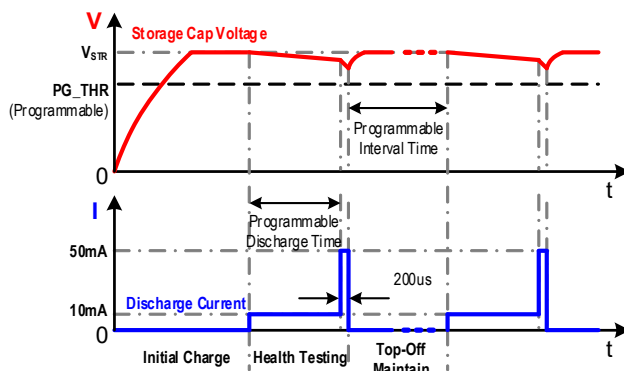 V
Storage Cap Voltage
VSTR
PG_THR
(Programmable)
Programmable
Interval Time
0
t
I
Programmable
Discharge Time
50mA
200us
10mA
Discharge Current
0
t
Initial Charge
Health Testing
Top-Off
Maintain